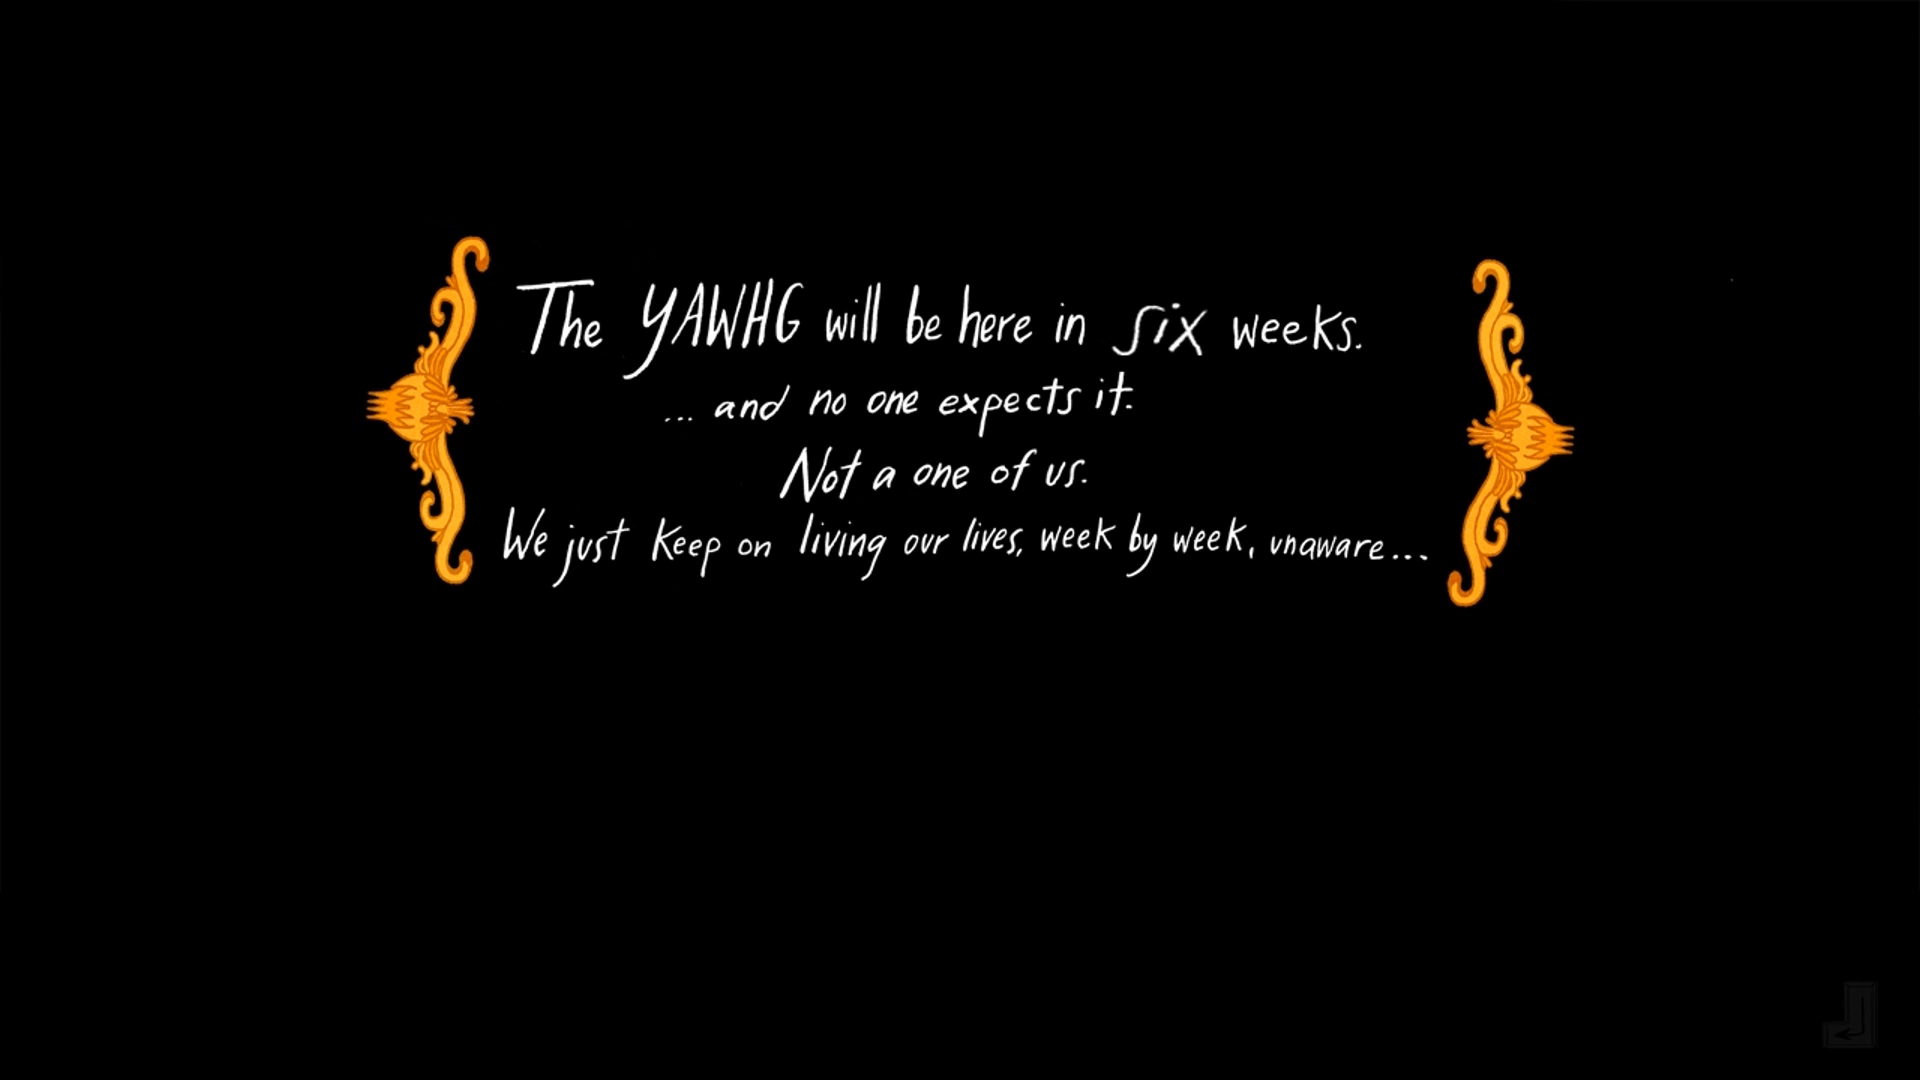 The YAWHG will be here in six weeks.
... and no one expects it.
Not a one of us.
We just keep on living our lives, week by week, unaware...